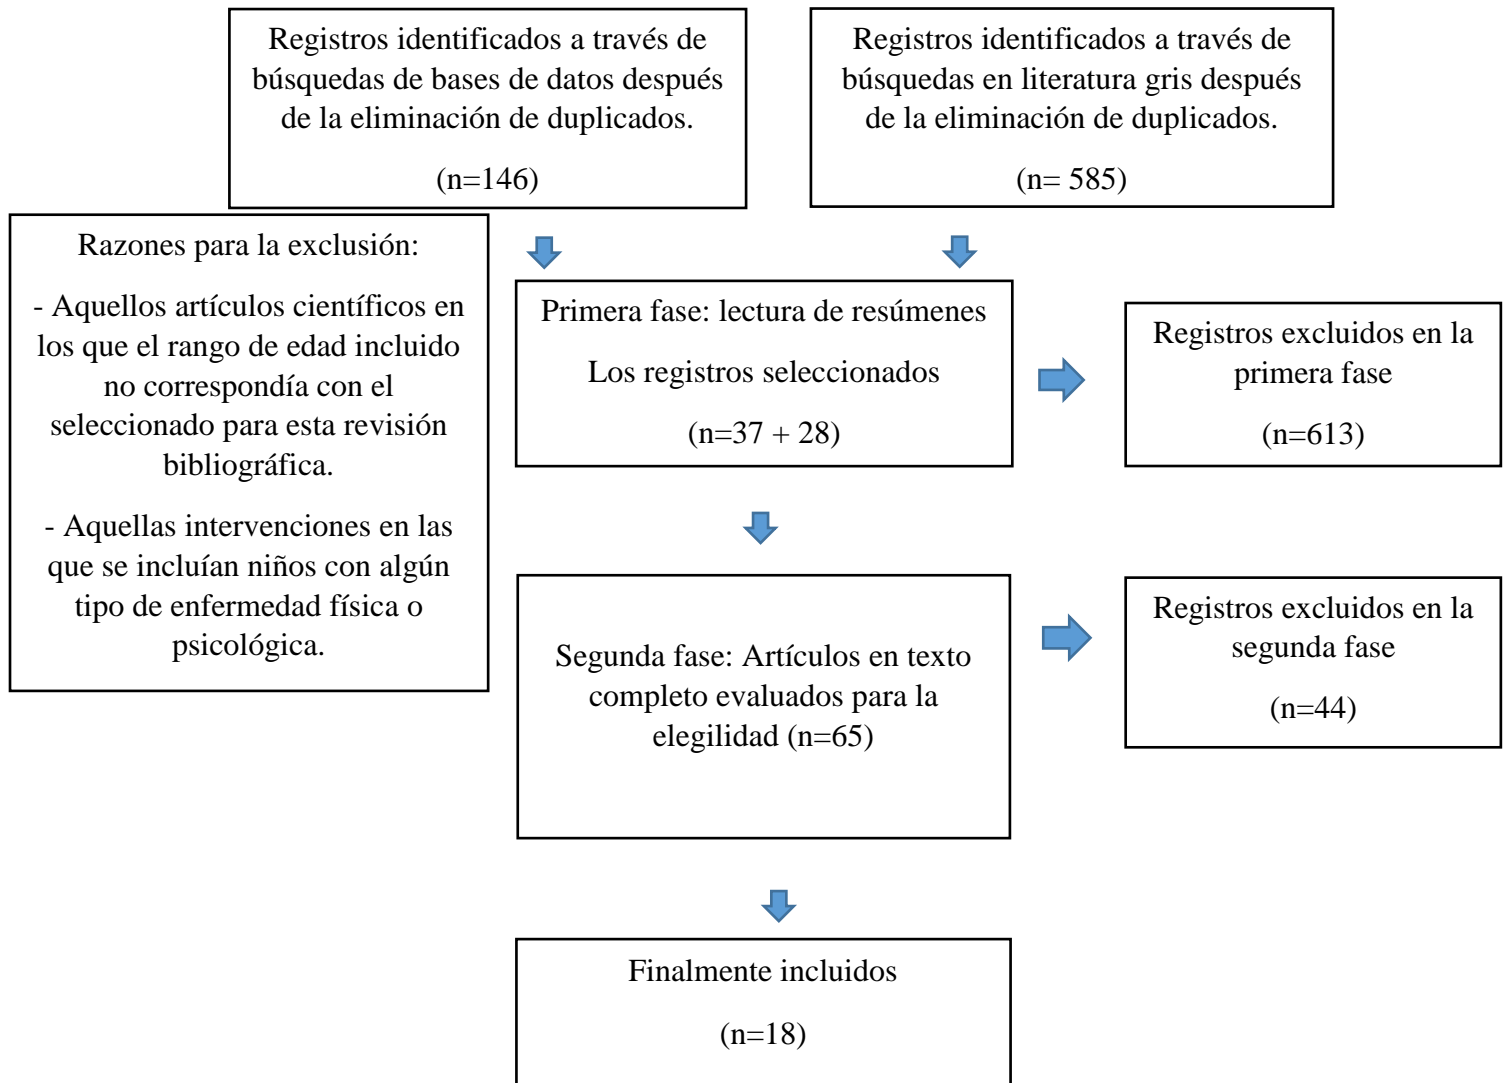 Registros identificados a través de
búsquedas de bases de datos después
de la eliminación de duplicados.
(n=146)
Registros identificados a través de
búsquedas en literatura gris después
de la eliminación de duplicados.
(n= 585)
Razones para la exclusión:
- Aquellos artículos científicos en
los que el rango de edad incluido
no correspondía con el
seleccionado para esta revisión
bibliográfica.
- Aquellas intervenciones en las
que se incluían niños con algún
tipo de enfermedad física o
psicológica.
Primera fase: lectura de resúmenes
Los registros seleccionados
(n=37 + 28)
Registros excluidos en la
primera fase
(n=613)
Segunda fase: Artículos en texto
completo evaluados para la
elegilidad (n=65)
Registros excluidos en la
segunda fase
(n=44)
Finalmente incluidos
(n=18)